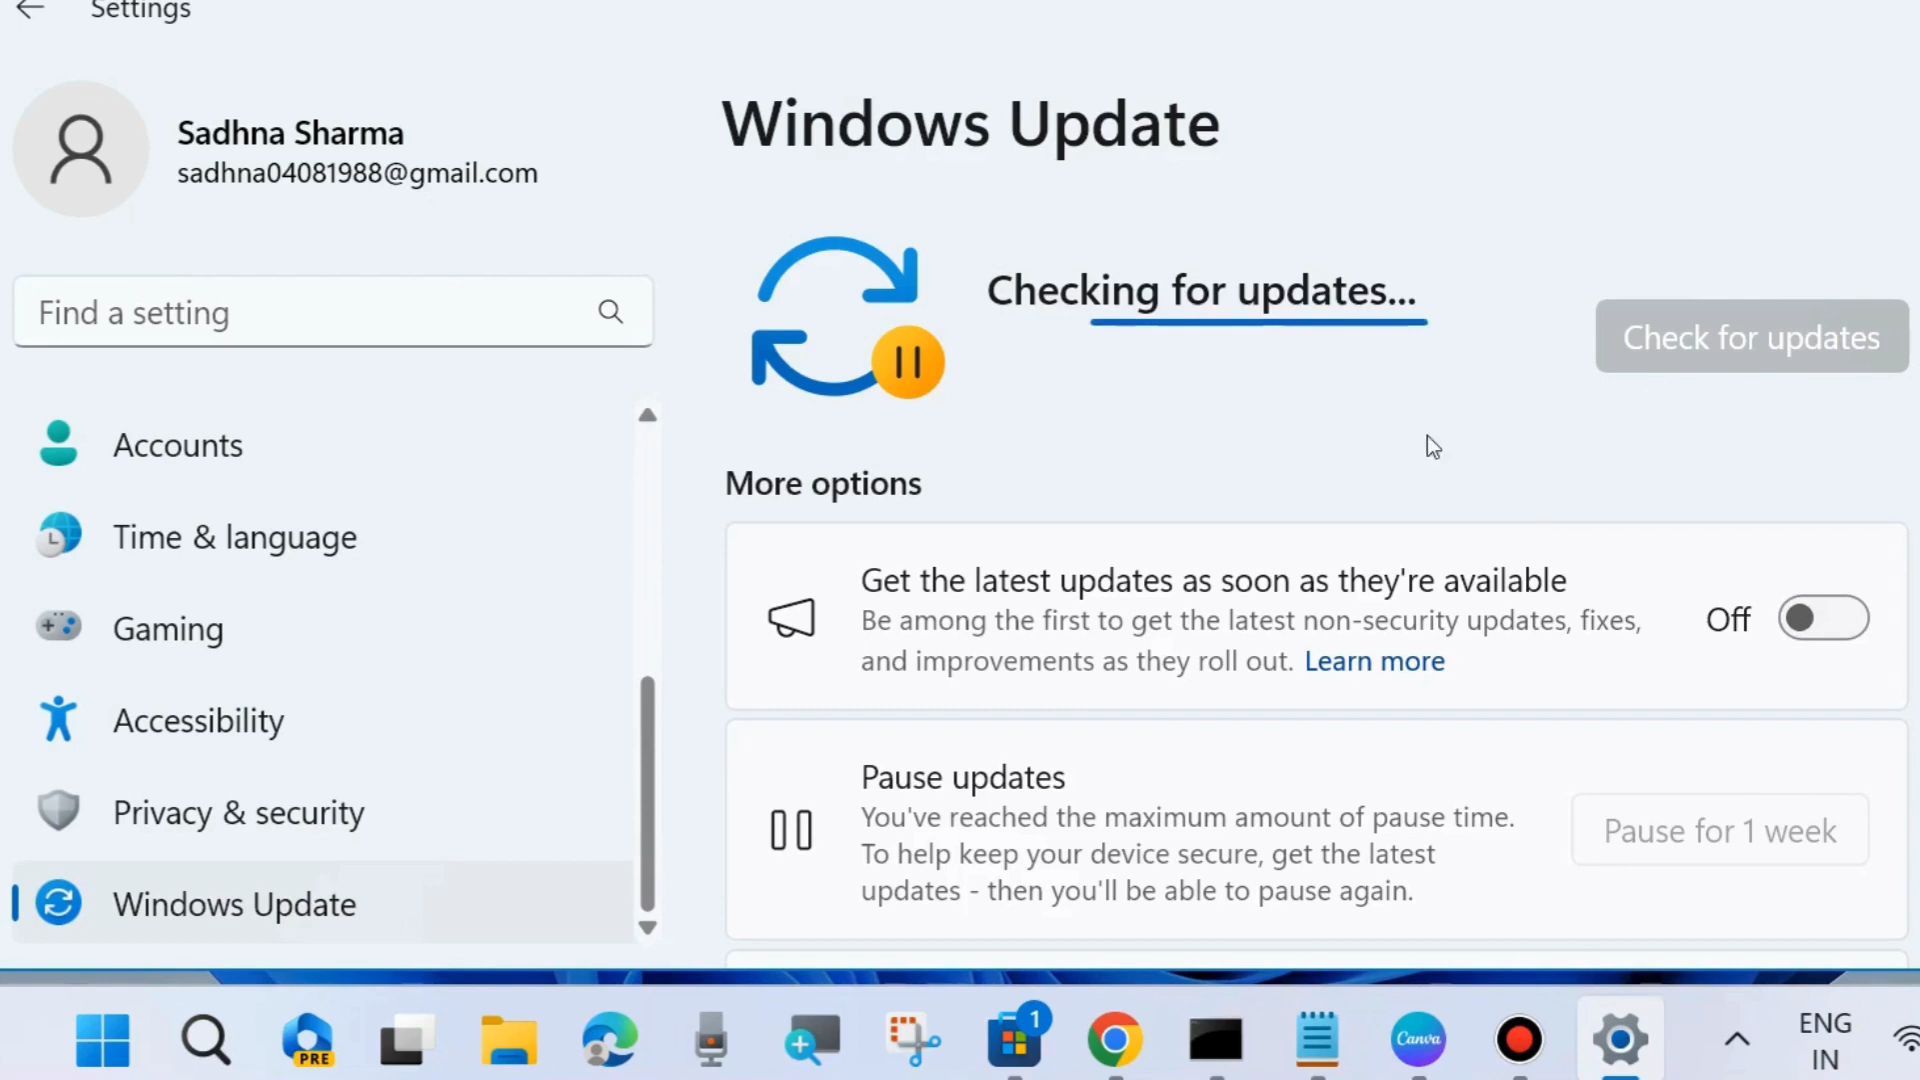 Settings
Sadhna Sharma
sadhna04081988@gmail.com
Find a setting
Accounts
Time & language
Gaming
Accessibility
Privacy & security
Windows Update
Windows Update
Checking for updates...
Check for updates
More options
Get the latest updates as soon as they're available
Be among the first to get the latest non-security updates, fixes,
and improvements as they roll out. Learn more
Off
Pause updates
You've reached the maximum amount of pause time.
To help keep your device secure, get the latest
updates - then you'll be able to pause again.
Pause for 1 week
PRE
1
Canva
ENG
IN